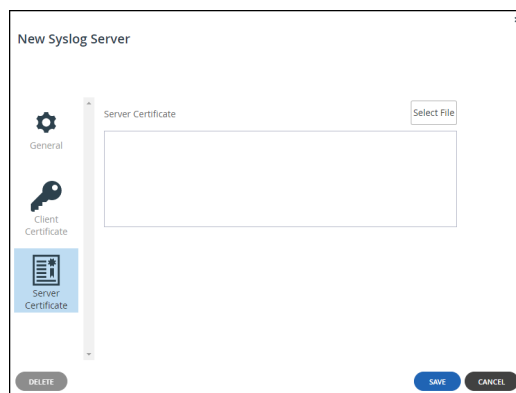 New Syslog Server
General
Client
Certificate
Server
Certificate
Server Certificate
Select File
DELETE
SAVE
CANCEL